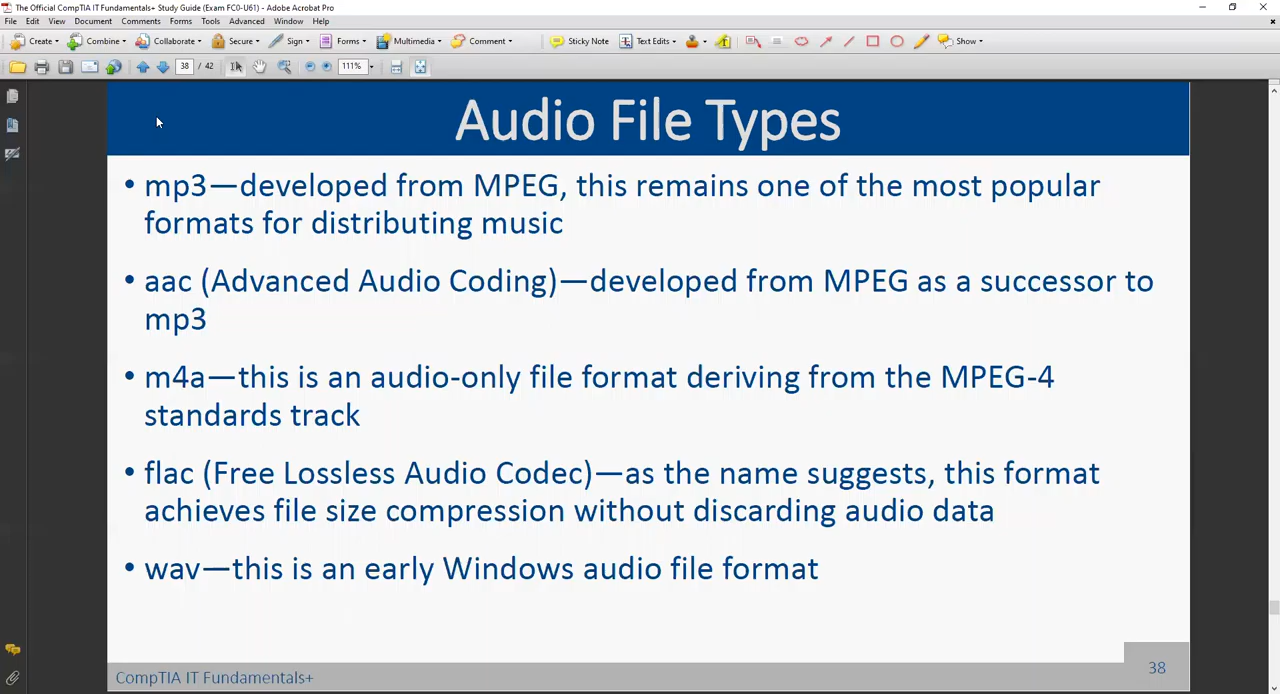 The Official CompTIA IT Fundamentals+ Study Guide (Exam FC0-U61) - Adobe Acrobat Pro
File Edit View Document Comments Forms Tools Advanced Window Help
Create Combine Collaborate Secure Sign Forms Multimedia Comment Sticky Note Text Edits Show
38 / 42 111%
Audio File Types
• mp3—developed from MPEG, this remains one of the most popular
formats for distributing music
• aac (Advanced Audio Coding)—developed from MPEG as a successor to
mp3
• m4a—this is an audio-only file format deriving from the MPEG-4
standards track
• flac (Free Lossless Audio Codec)—as the name suggests, this format
achieves file size compression without discarding audio data
• wav—this is an early Windows audio file format
CompTIA IT Fundamentals+
38